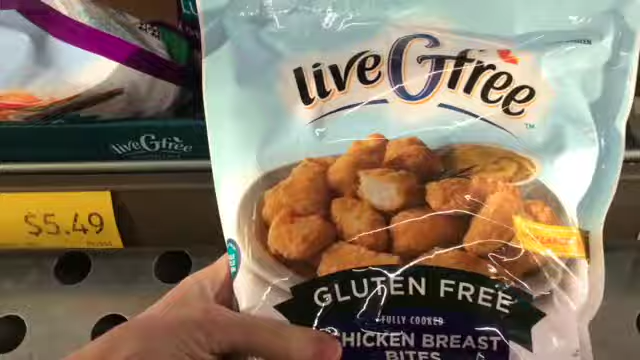 liveGfree
liveGfree
$5.49
GLUTEN FREE
FULLY COOKED
CHICKEN BREAST
BITES